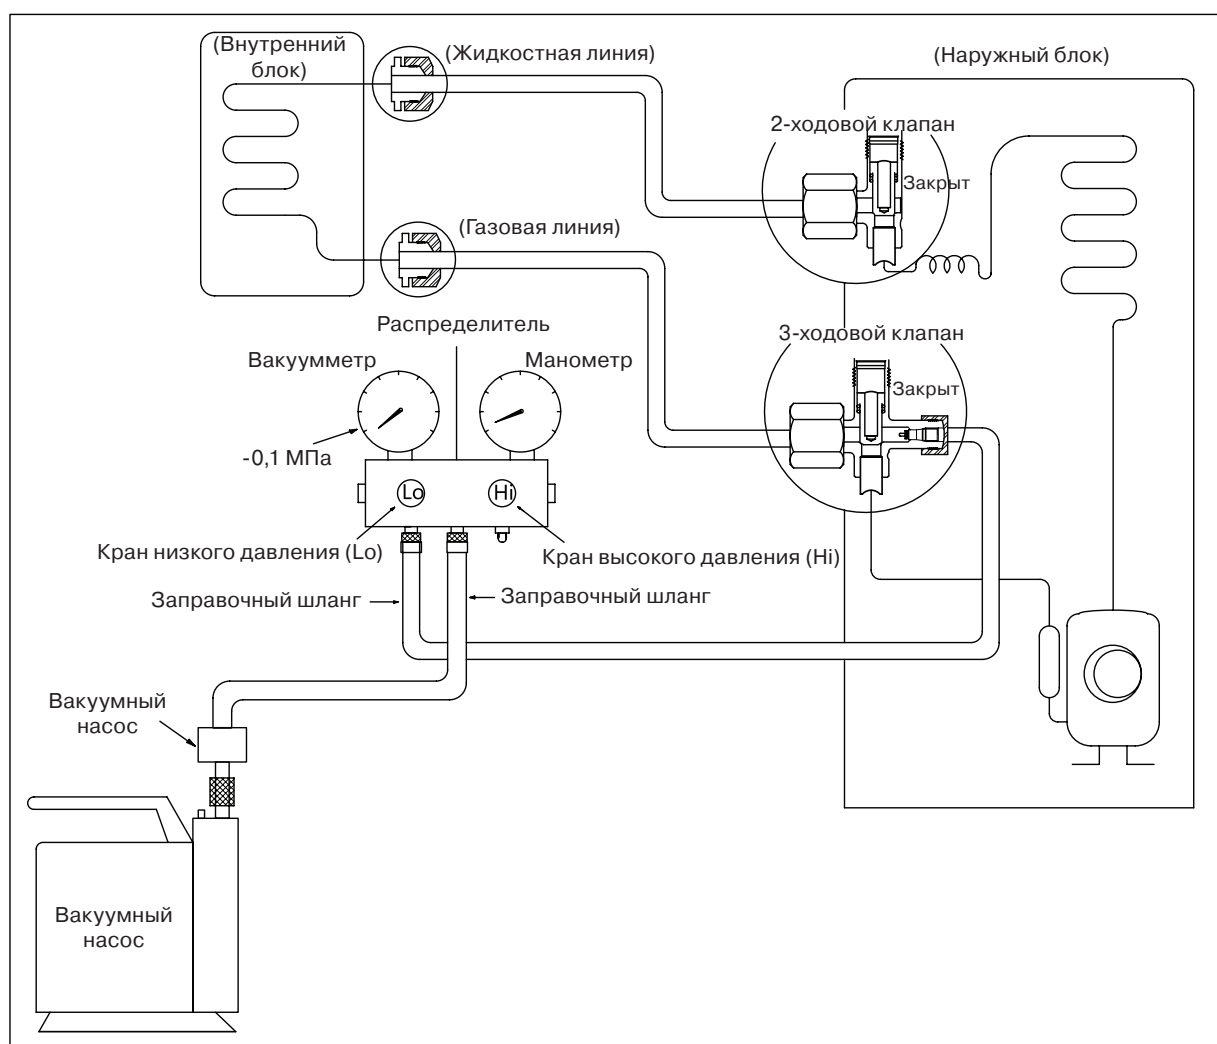 (Внутренний
блок)
(Жидкостная линия)
(Наружный блок)
2-ходовой клапан
Закрыт
(Газовая линия)
Распределитель
3-ходовой клапан
Вакуумметр
Манометр
Закрыт
-0,1 МПа
Lo
Hi
Кран низкого давления (Lo)
Кран высокого давления (Hi)
Заправочный шланг
Заправочный шланг
Вакуумный
насос
Вакуумный
насос